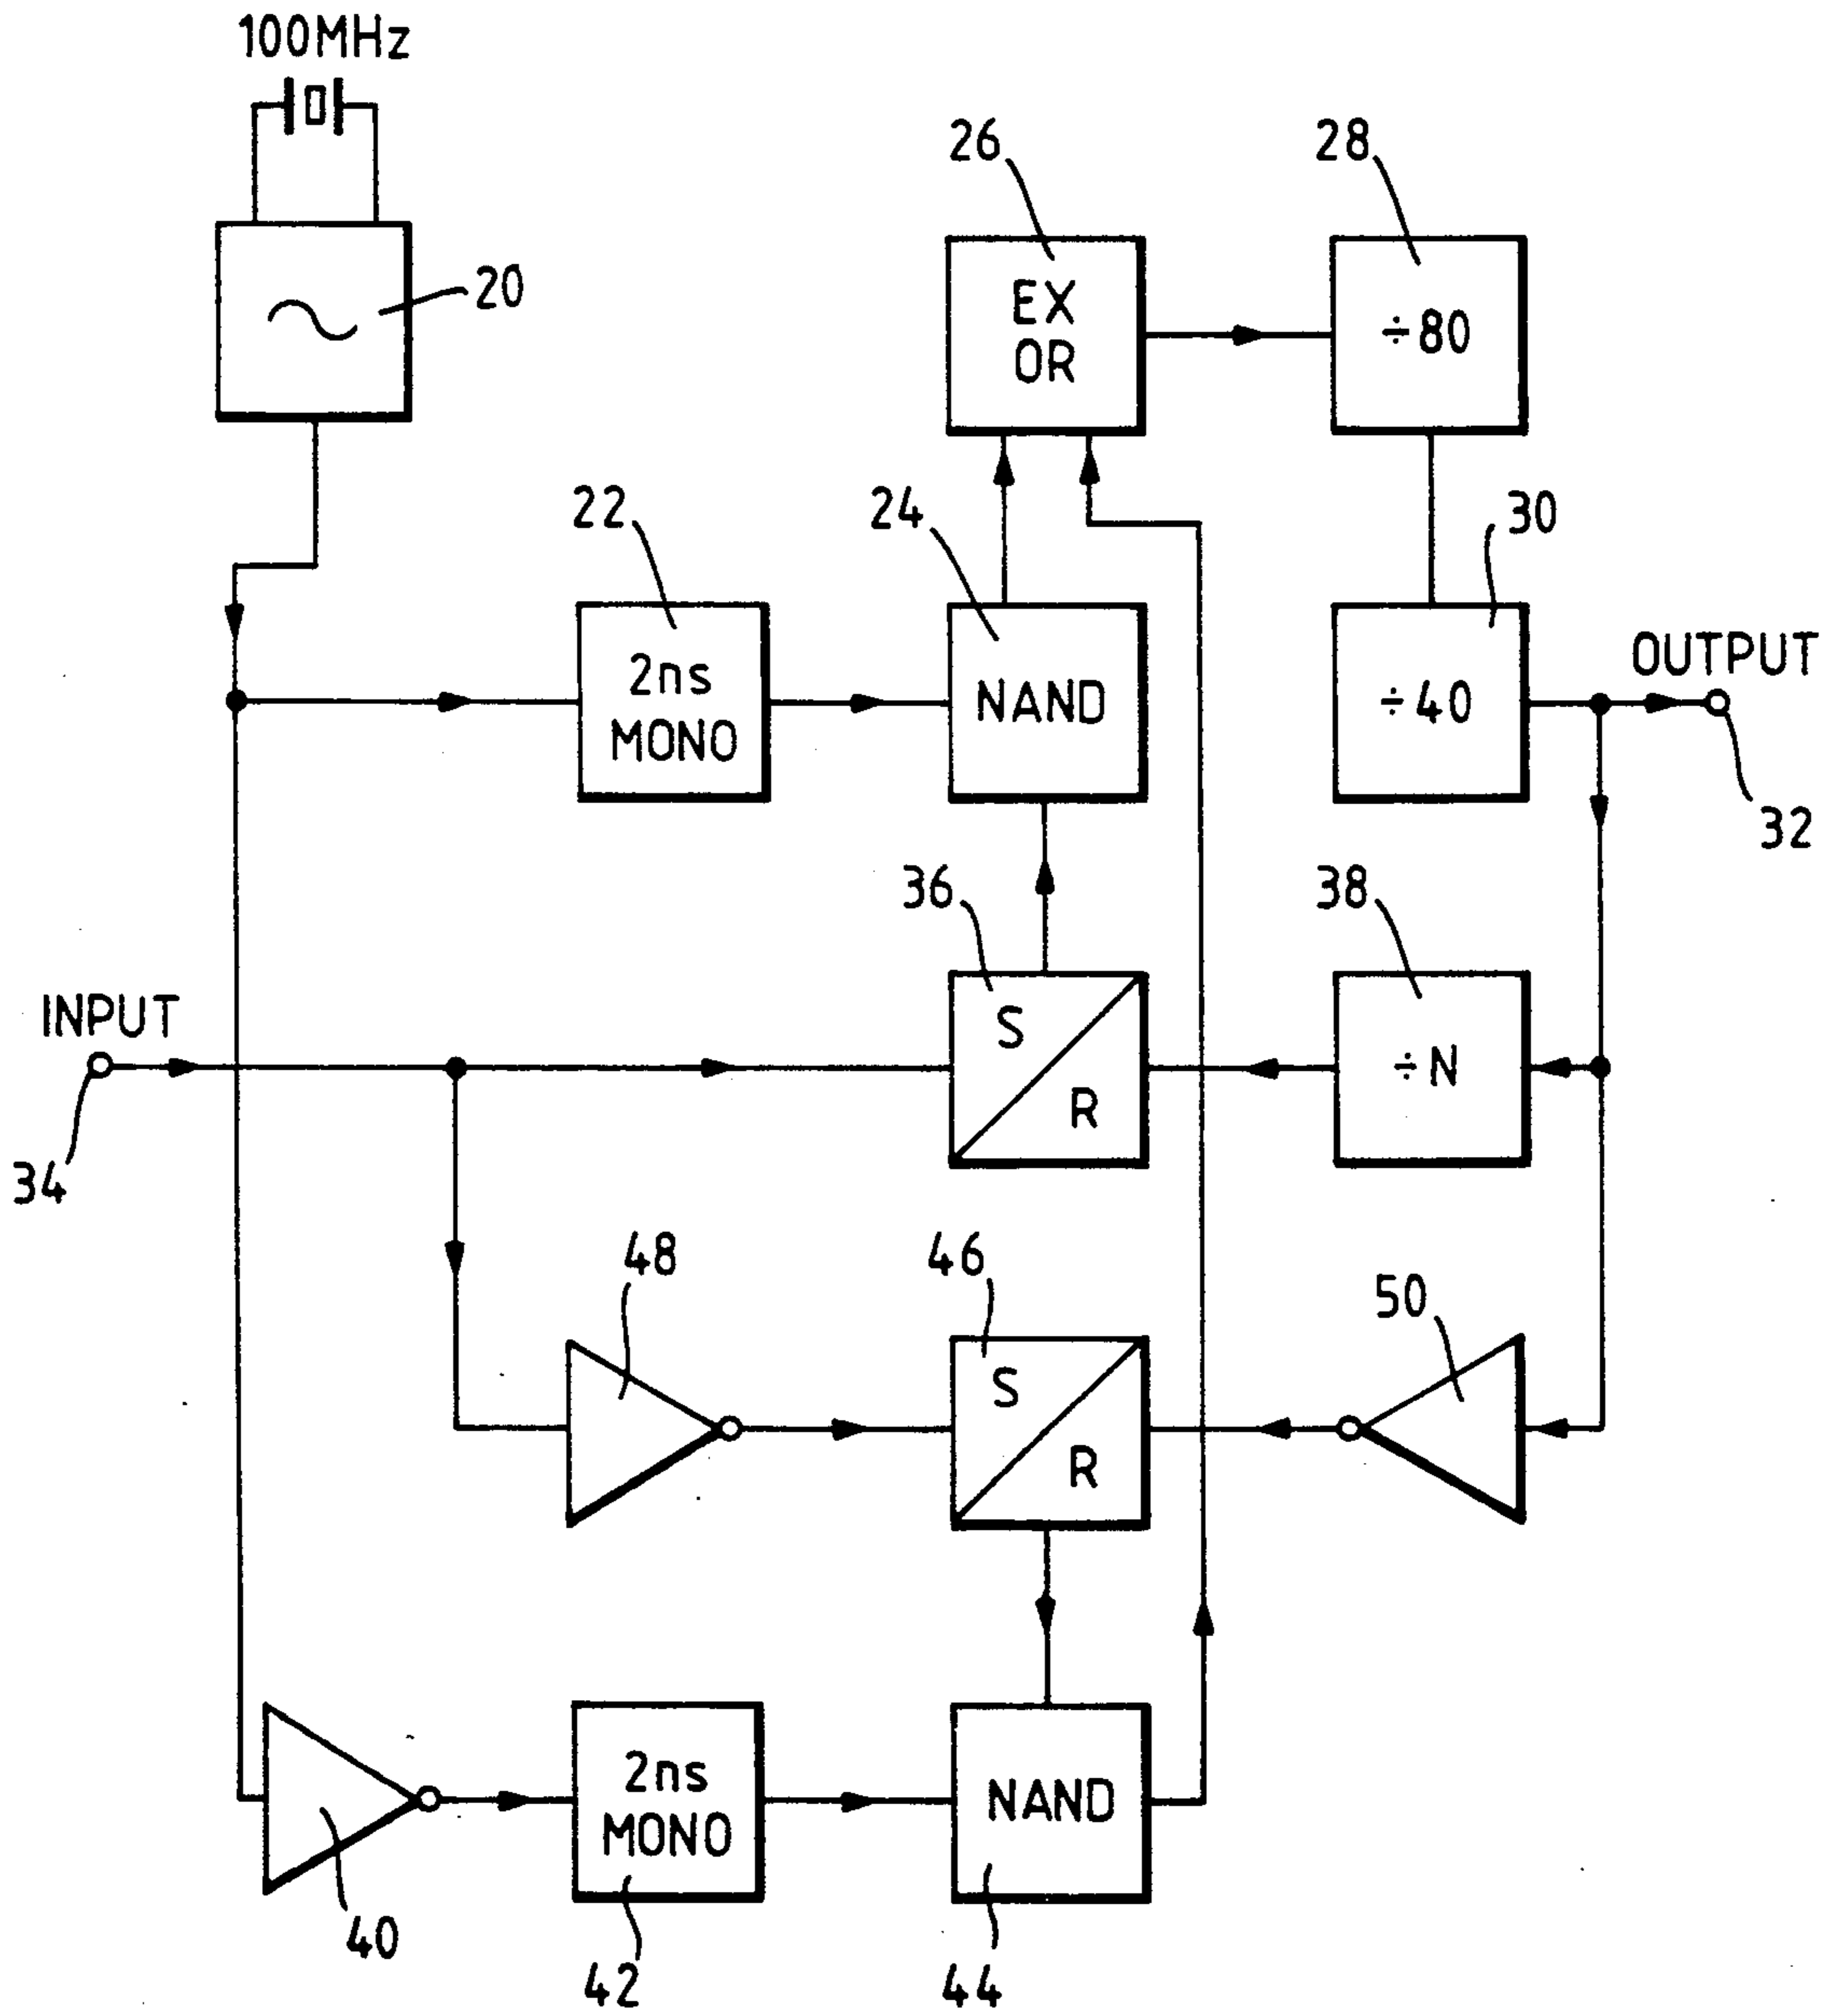 100MHz
26
28
20
EX
OR
÷80
22
24
30
2ns
MONO
NAND
÷40
OUTPUT
32
36
38
INPUT
S
R
÷N
34
48
46
50
S
R
2ns
MONO
NAND
40
42
44